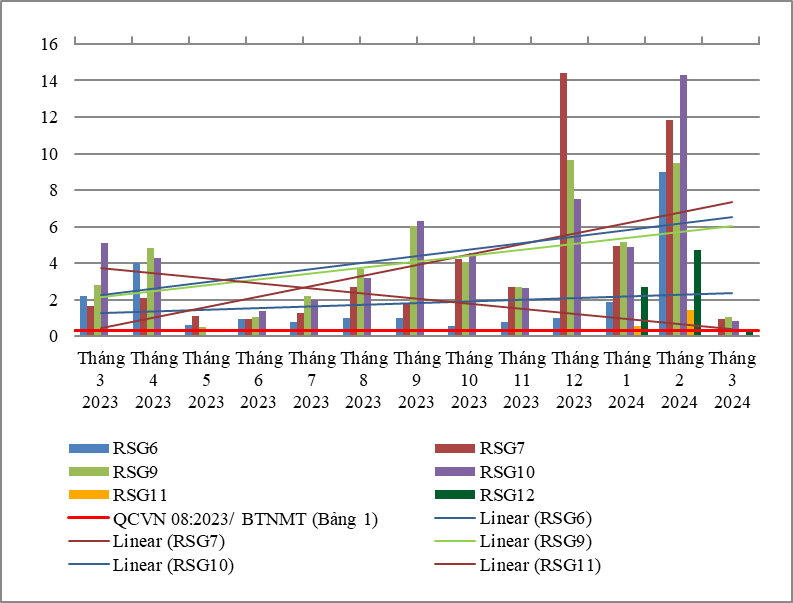 16
14
12
10
8
6
4
2
0
Tháng Tháng Tháng Tháng Tháng Tháng Tháng Tháng Tháng Tháng Tháng Tháng Tháng
3 4 5 6 7 8 9 10 11 12 1 2 3
2023 2023 2023 2023 2023 2023 2023 2023 2023 2023 2024 2024 2024
RSG6 RSG7
RSG9 RSG10
RSG11 RSG12
QCVN 08:2023/ BTNMT (Bảng 1) Linear (RSG6)
Linear (RSG7) Linear (RSG9)
Linear (RSG10) Linear (RSG11)